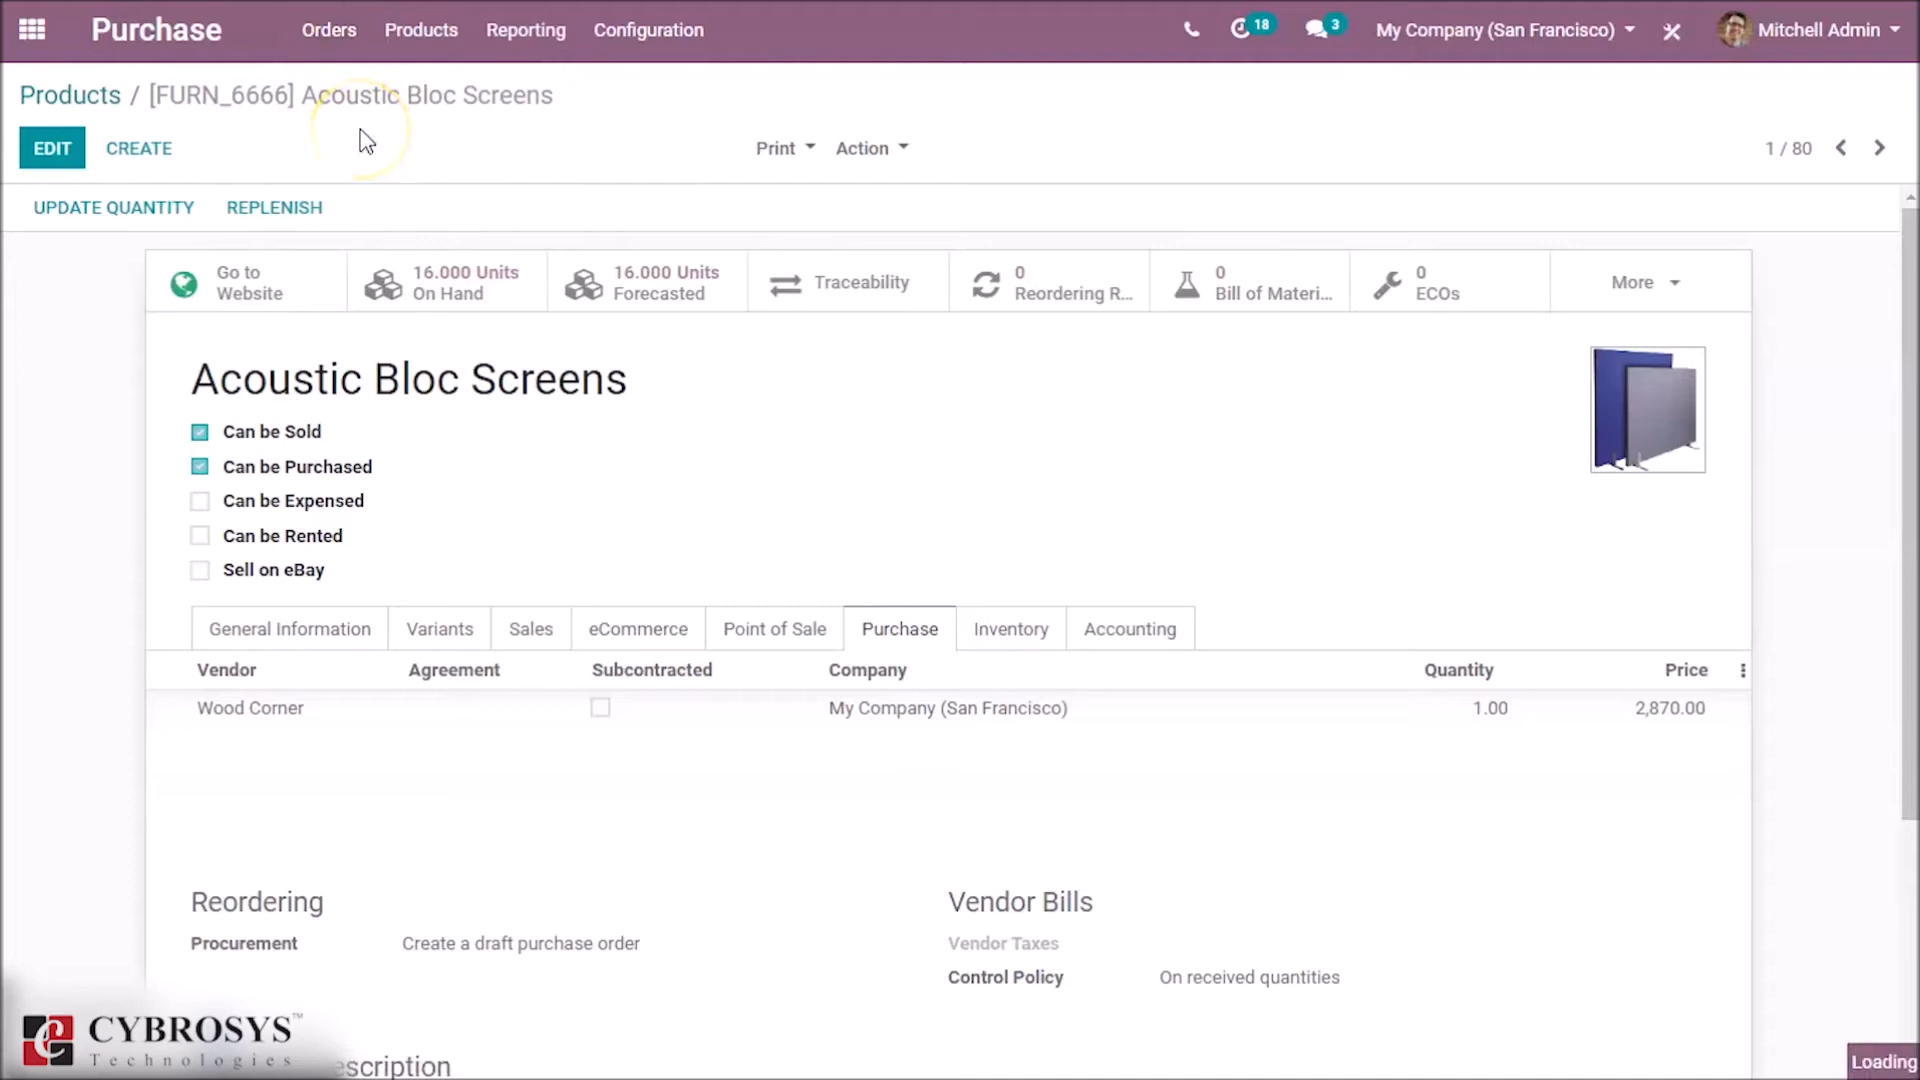 Purchase Orders Products Reporting Configuration 18 3 My Company (San Francisco) Mitchell Admin
Products / [FURN_6666] Acoustic Bloc Screens
EDIT CREATE Print Action 1 / 80
UPDATE QUANTITY REPLENISH
Go to Website
16.000 Units On Hand
16.000 Units Forecasted
Traceability
0 Reordering R...
0 Bill of Materi...
0 ECOs
More
Acoustic Bloc Screens
Can be Sold
Can be Purchased
Can be Expensed
Can be Rented
Sell on eBay
General Information Variants Sales eCommerce Point of Sale Purchase Inventory Accounting
Vendor Agreement Subcontracted Company Quantity Price
Wood Corner My Company (San Francisco) 1.00 2,870.00
Reordering Vendor Bills
Procurement Create a draft purchase order Vendor Taxes
Control Policy On received quantities
CYBROSYS™
Technologies
escription
Loading